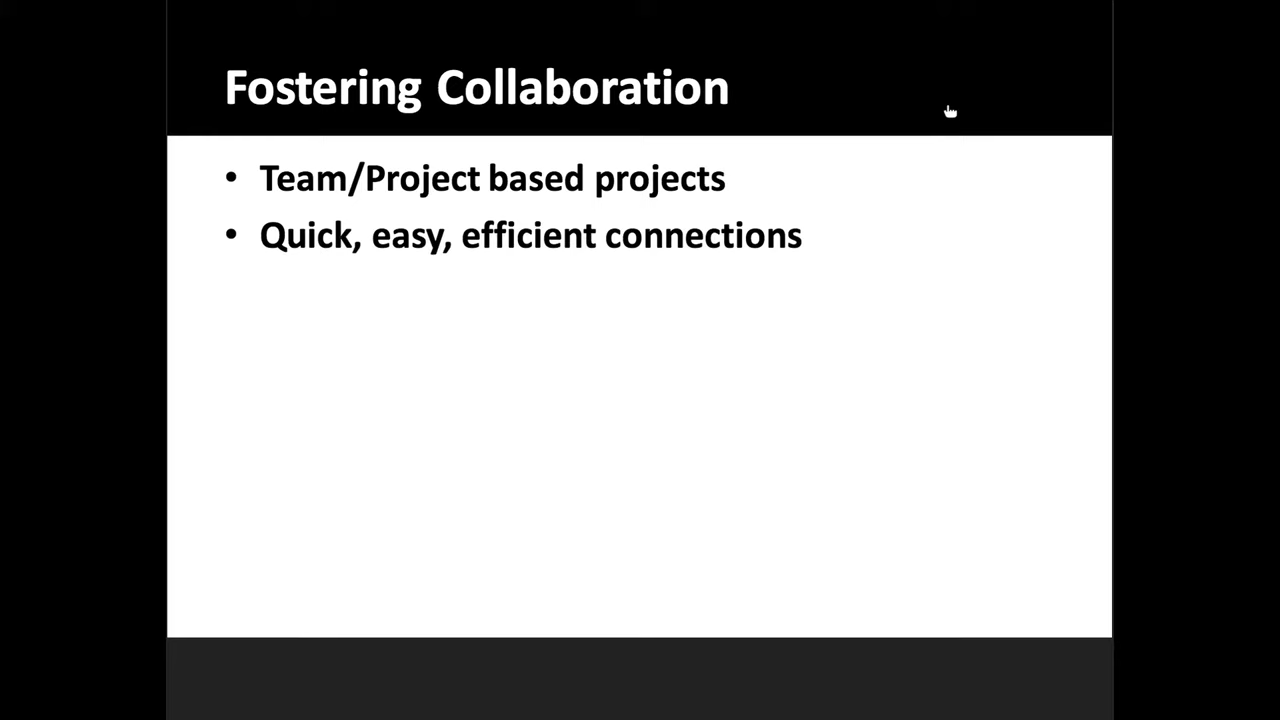 Fostering Collaboration
• Team/Project based projects
• Quick, easy, efficient connections